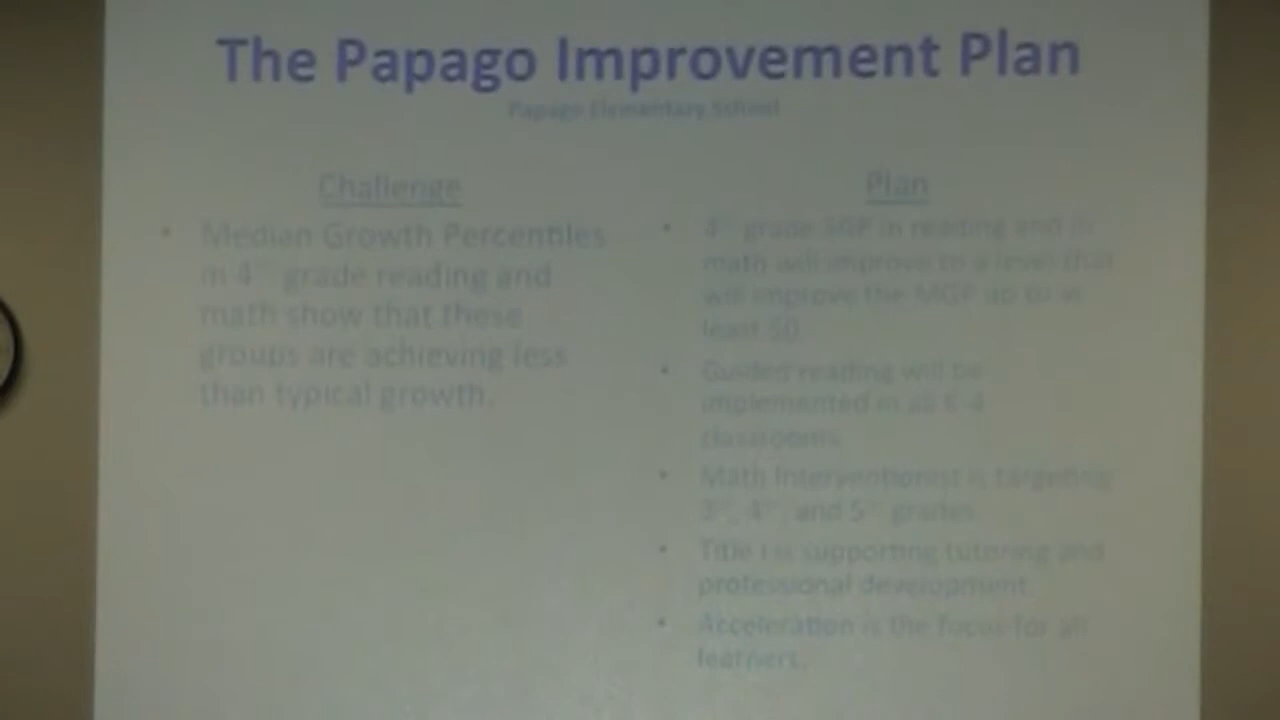 The Papago Improvement Plan
Papago Elementary School
Challenge
• Median Growth Percentiles
in 4th grade reading and
math show that these
groups are achieving less
than typical growth.
Plan
• 4th grade SGP in reading and in
math will improve to a level that
will improve the MGP up to at
least 50.
• Guided reading will be
implemented in all K-4
classrooms.
• Math Interventionist is targeting
3rd, 4th, and 5th grades
• Title I is supporting tutoring and
professional development.
• Acceleration is the focus for all
learners.